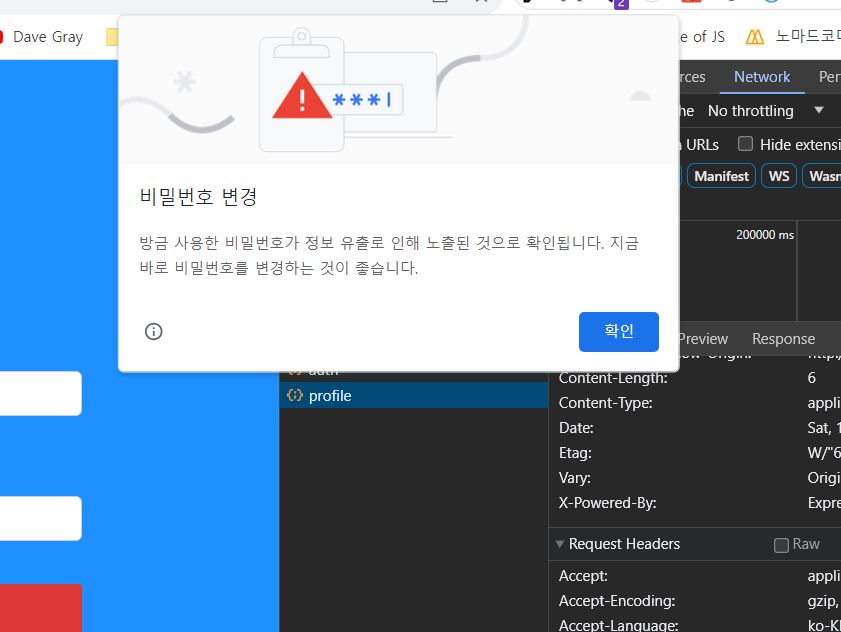 2
Dave Gray
e of JS
노마드코
비밀번호 변경
방금 사용한 비밀번호가 정보 유출로 인해 노출된 것으로 확인됩니다. 지금
바로 비밀번호를 변경하는 것이 좋습니다.
확인
rces Network Per
he No throttling
URLs Hide extensi
Manifest WS Wasm
200000 ms
Preview Response
auth
profile
Content-Length: 6
Content-Type: appli
Date: Sat, 1
Etag: W/"6
Vary: Origi
X-Powered-By: Expre
Request Headers Raw
Accept: appli
Accept-Encoding: gzip,
Accept-Language: ko-K